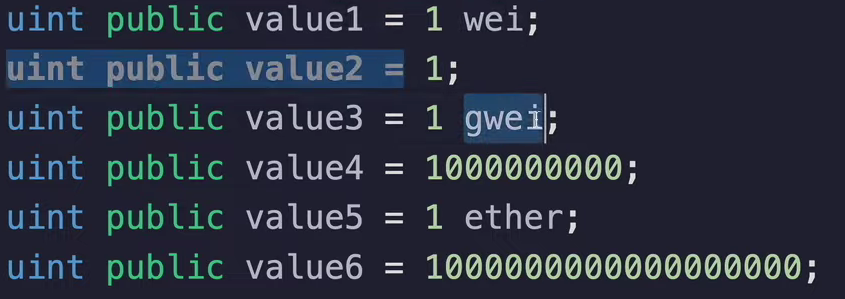 uint public value1 = 1 wei;
uint public value2 = 1;
uint public value3 = 1 gwei;
uint public value4 = 1000000000;
uint public value5 = 1 ether;
uint public value6 = 1000000000000000000;